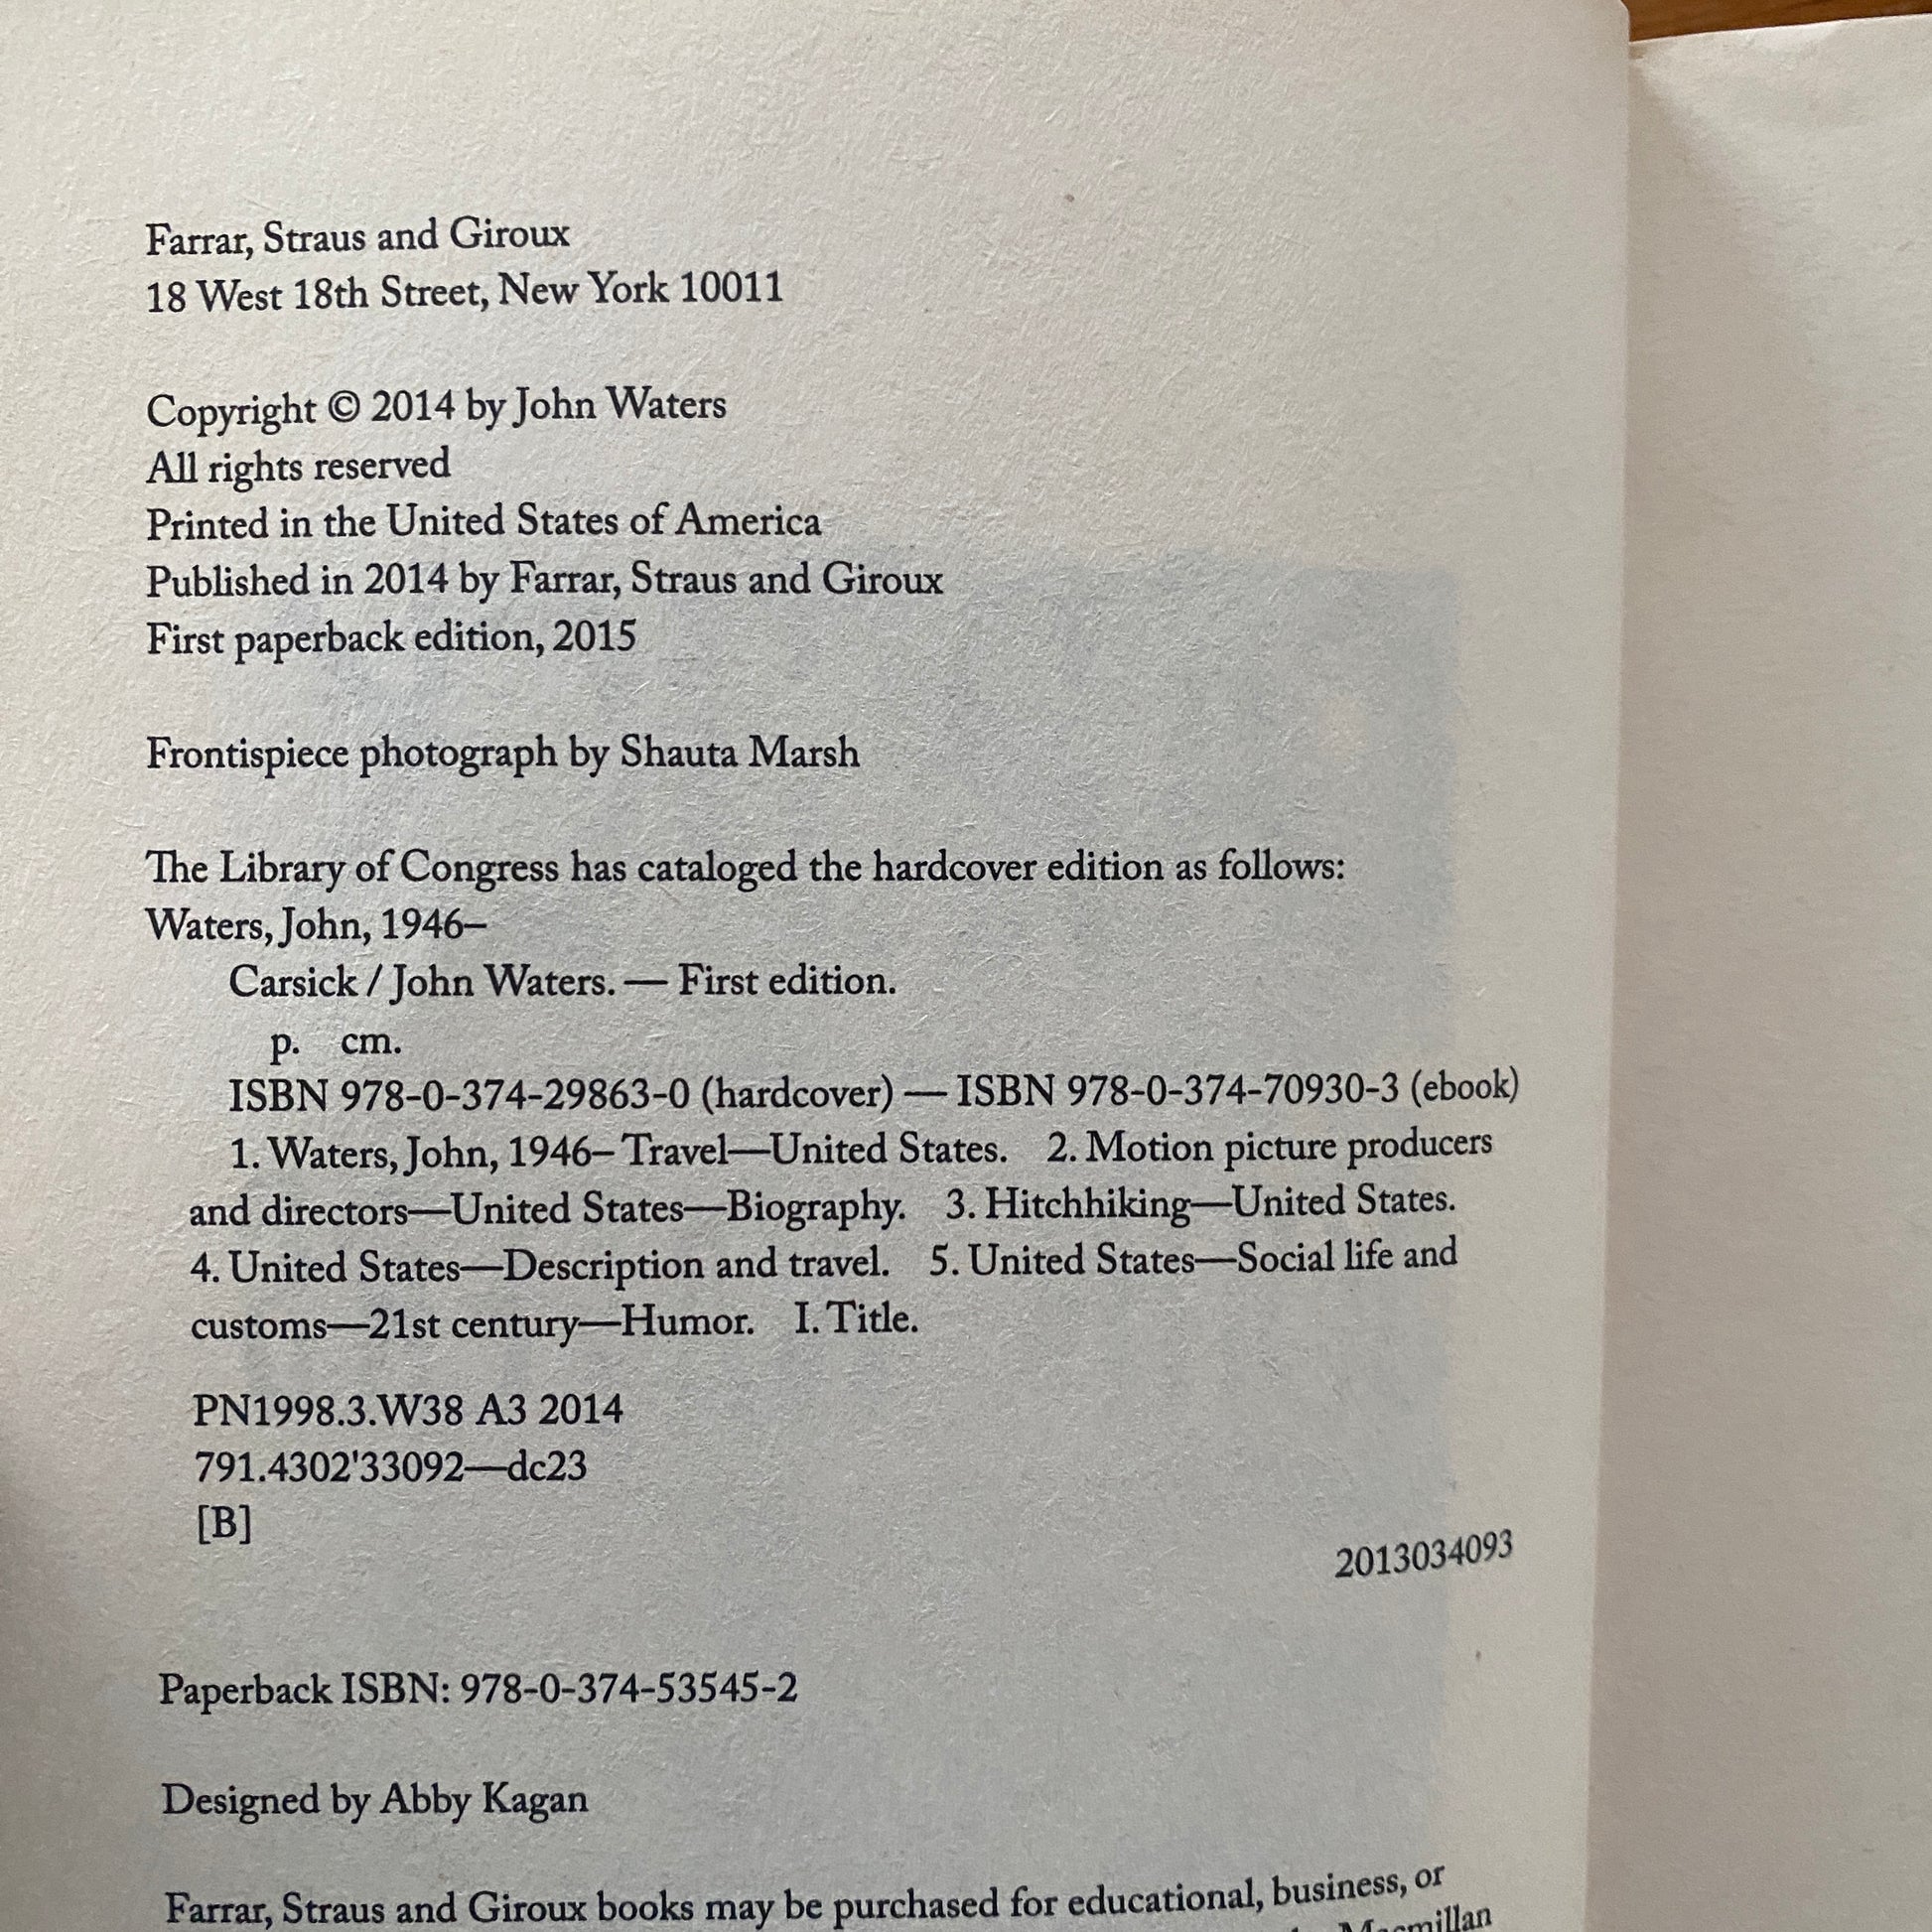 Farrar, Straus and Giroux
18 West 18th Street, New York 10011
Copyright © 2014 by John Waters
All rights reserved
Printed in the United States of America
Published in 2014 by Farrar, Straus and Giroux
First paperback edition, 2015
Frontispiece photograph by Shauta Marsh
The Library of Congress has cataloged the hardcover edition as follows:
Waters, John, 1946–
Carsick / John Waters. — First edition.
p. cm.
ISBN 978-0-374-29863-0 (hardcover) — ISBN 978-0-374-70930-3 (ebook)
1. Waters, John, 1946– Travel—United States. 2. Motion picture producers
and directors—United States—Biography. 3. Hitchhiking—United States.
4. United States—Description and travel. 5. United States—Social life and
customs—21st century—Humor. I. Title.
PN1998.3.W38 A3 2014
791.4302'33092—dc23
[B]
2013034093
Paperback ISBN: 978-0-374-53545-2
Designed by Abby Kagan
Farrar, Straus and Giroux books may be purchased for educational, business, or
Macmillan